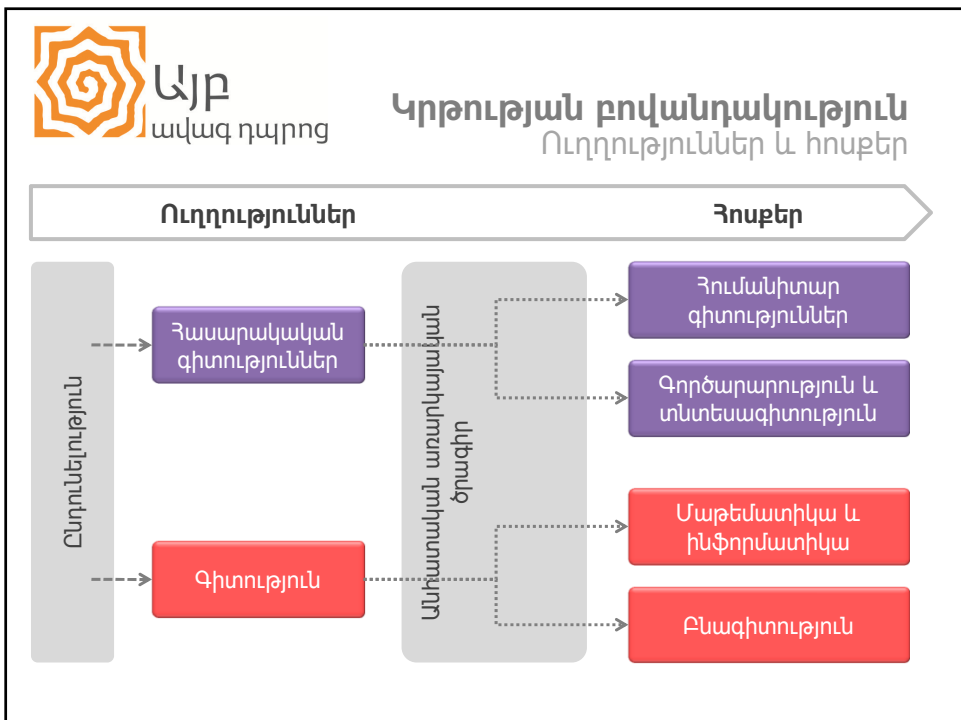 Այբ
ավագ դպրոց
Կրթության բովանդակություն
Ուղղություններ և հոսքեր
Ուղղություններ
Հոսքեր
Ընդունելություն
Հասարակական
գիտություններ
Գիտություն
Անհատական առարկայական
ծրագիր
Հումանիտար
գիտություններ
Գործարարություն և
տնտեսագիտություն
Մաթեմատիկա և
ինֆորմատիկա
Բնագիտություն